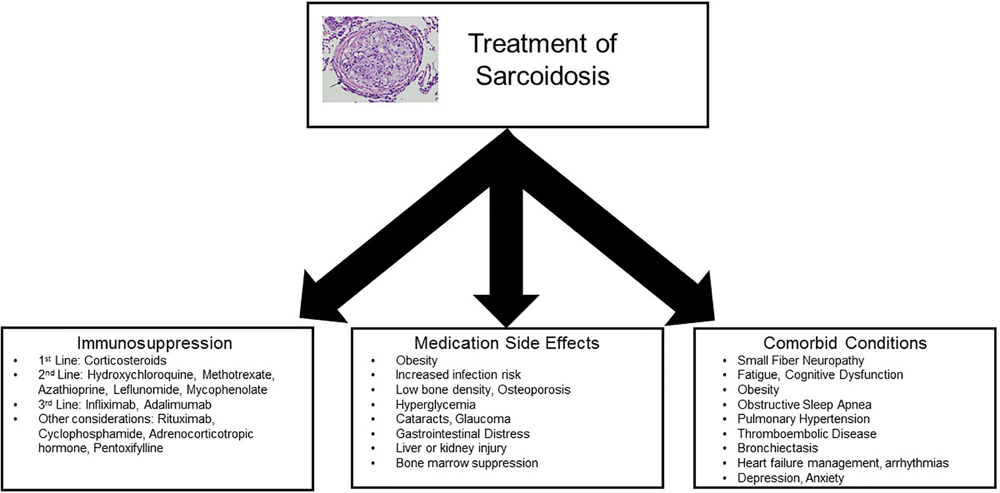 Treatment of
Sarcoidosis
Immunosuppression
• 1st Line: Corticosteroids
• 2nd Line: Hydroxychloroquine, Methotrexate,
Azathioprine, Leflunomide, Mycophenolate
• 3rd Line: Infliximab, Adalimumab
• Other considerations: Rituximab,
Cyclophosphamide, Adrenocorticotropic
hormone, Pentoxifylline
Medication Side Effects
• Obesity
• Increased infection risk
• Low bone density, Osteoporosis
• Hyperglycemia
• Cataracts, Glaucoma
• Gastrointestinal Distress
• Liver or kidney injury
• Bone marrow suppression
Comorbid Conditions
• Small Fiber Neuropathy
• Fatigue, Cognitive Dysfunction
• Obesity
• Obstructive Sleep Apnea
• Pulmonary Hypertension
• Thromboembolic Disease
• Bronchiectasis
• Heart failure management, arrhythmias
• Depression, Anxiety